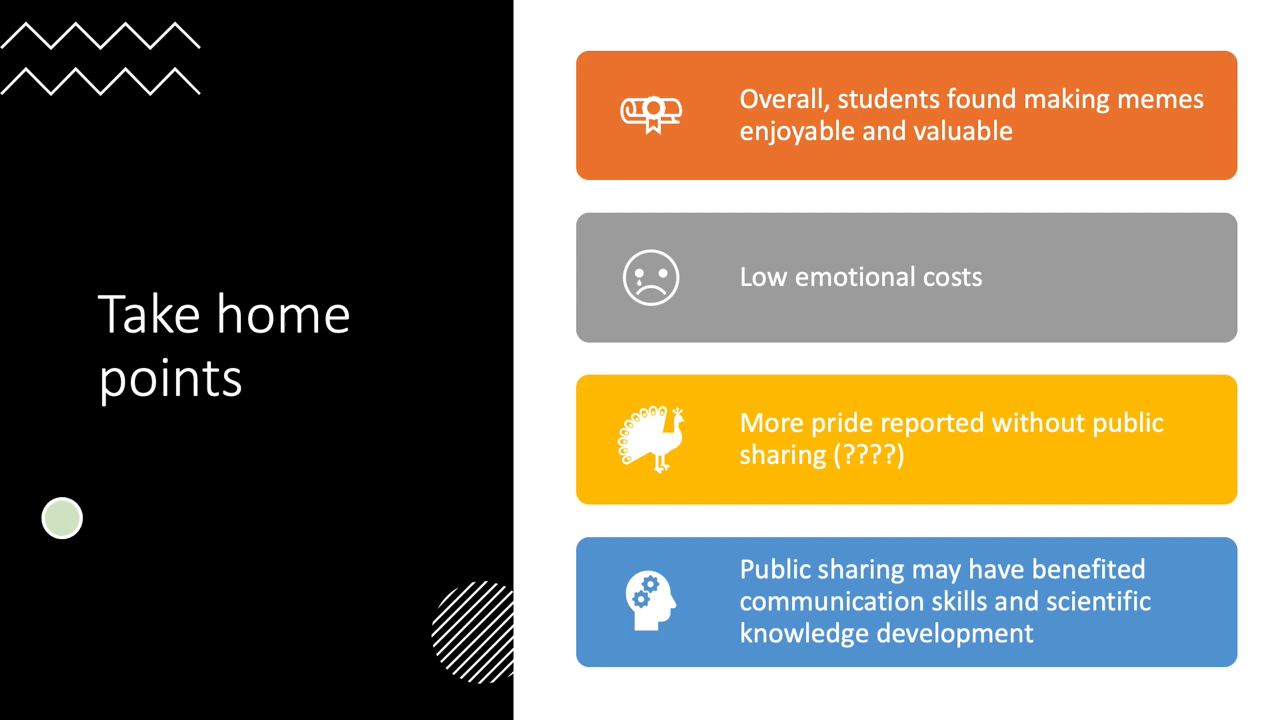 Take home
points
Overall, students found making memes
enjoyable and valuable
Low emotional costs
More pride reported without public
sharing (????)
Public sharing may have benefited
communication skills and scientific
knowledge development